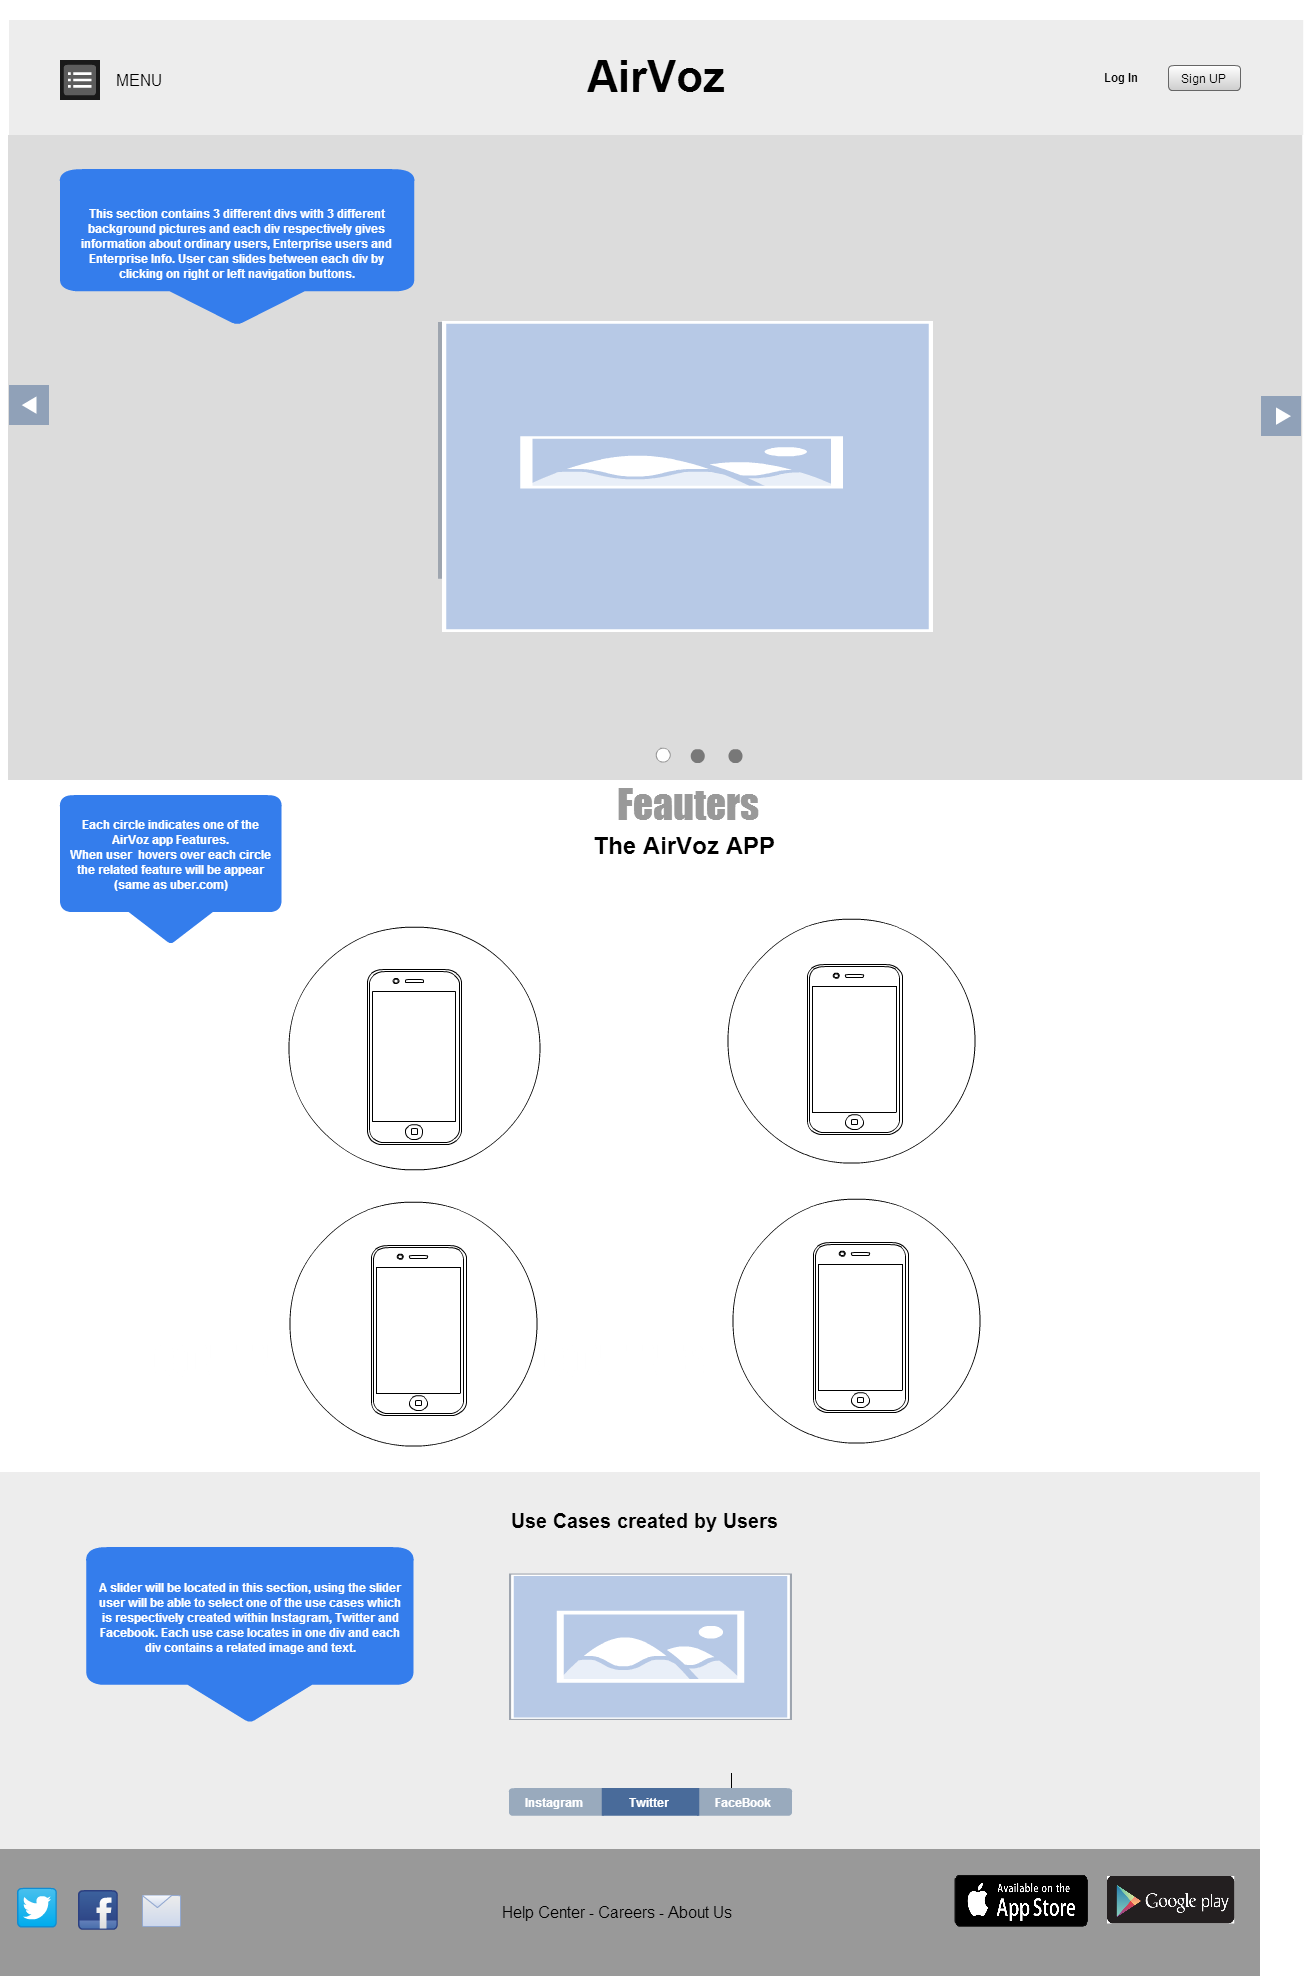 MENU
AirVoz
Log In
Sign UP
This section contains 3 different divs with 3 different
background pictures and each div respectively gives
information about ordinary users, Enterprise users and
Enterprise Info. User can slides between each div by
clicking on right or left navigation buttons.
Feauters
The AirVoz APP
Each circle indicates one of the
AirVoz app Features.
When user hovers over each circle
the related feature will be appear
(same as uber.com)
Use Cases created by Users
A slider will be located in this section, using the slider
user will be able to select one of the use cases which
is respectively created within Instagram, Twitter and
Facebook. Each use case locates in one div and each
div contains a related image and text.
Instagram
Twitter
FaceBook
Help Center - Careers - About Us
Available on the
App Store
Google play